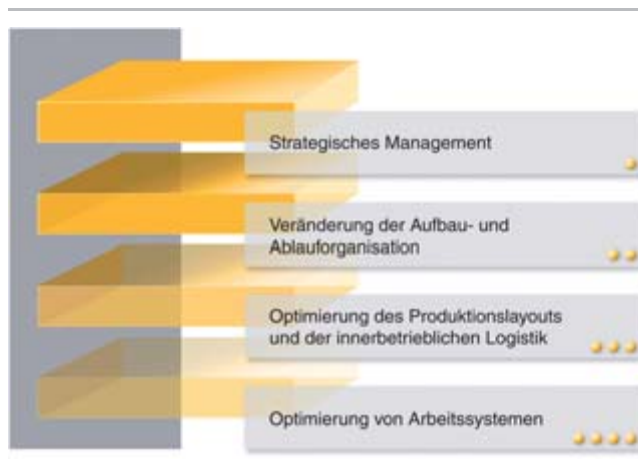 Strategisches Management
Veränderung der Aufbau- und
Ablauforganisation
Optimierung des Produktionslayouts
und der innerbetrieblichen Logistik
Optimierung von Arbeitssystemen